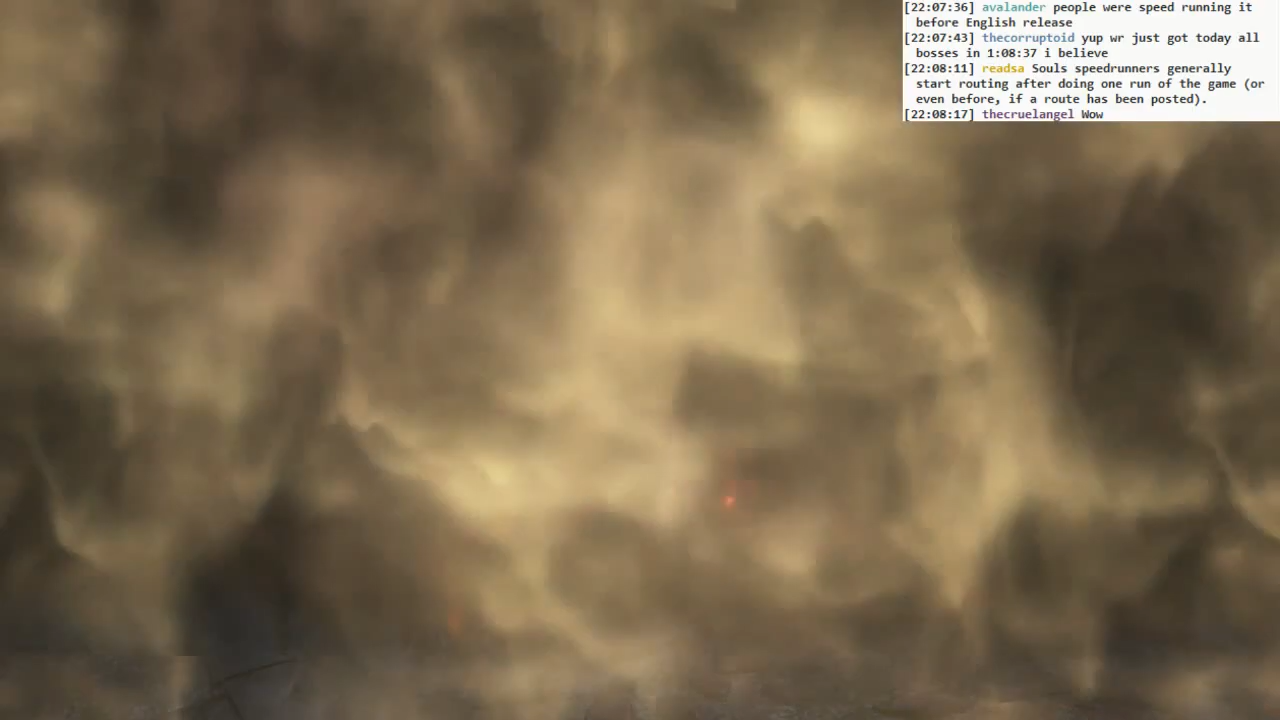 [22:07:36] avalander people were speed running it
before English release
[22:07:43] thecorruptoid yup wr just got today all
bosses in 1:08:37 i believe
[22:08:11] readsa Souls speedrunners generally
start routing after doing one run of the game (or
even before, if a route has been posted).
[22:08:17] thecruelangel Wow